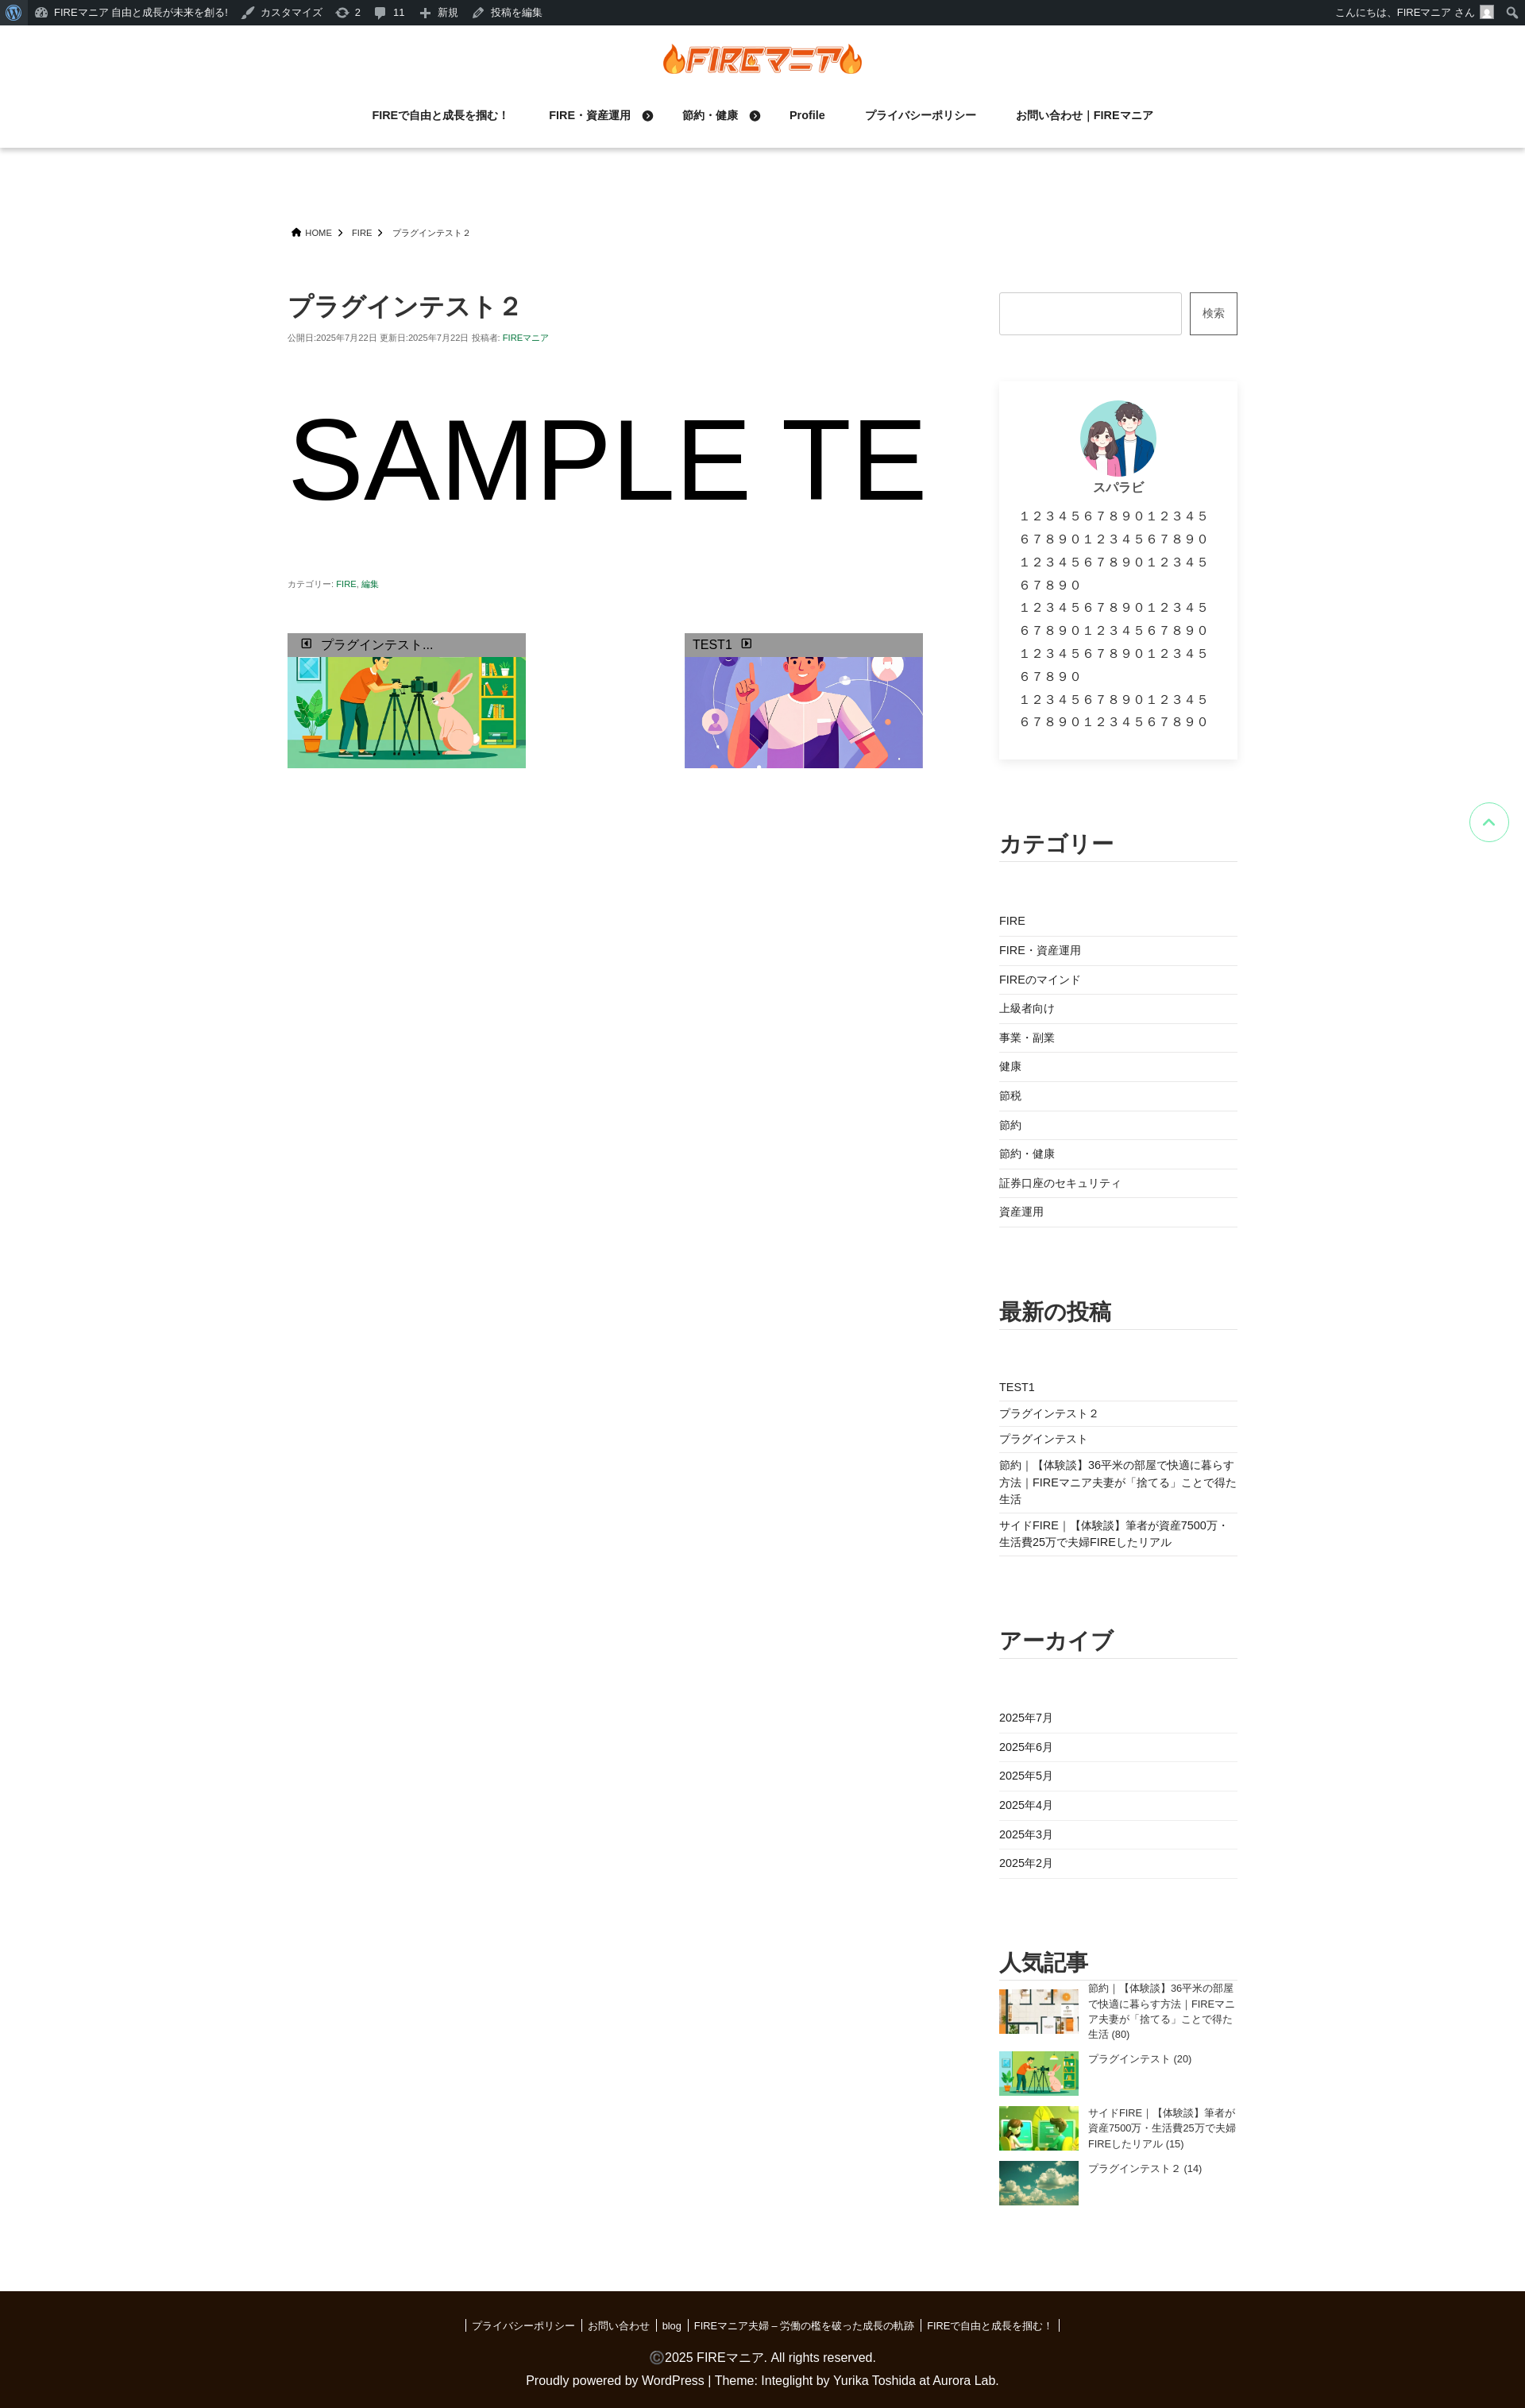 FIREマニア 自由と成長が未来を創る!
カスタマイズ
2
11
新規
投稿を編集
こんにちは、FIREマニア さん
FIREマニア
FIREで自由と成長を掴む！
FIRE・資産運用
節約・健康
Profile
プライバシーポリシー
お問い合わせ｜FIREマニア
HOME
FIRE
プラグインテスト２
プラグインテスト２
公開日:2025年7月22日 更新日:2025年7月22日 投稿者: FIREマニア
SAMPLE TE
カテゴリー: FIRE, 編集
プラグインテスト...
TEST1
検索
スパラビ
１２３４５６７８９０１２３４５
６７８９０１２３４５６７８９０
１２３４５６７８９０１２３４５
６７８９０
１２３４５６７８９０１２３４５
６７８９０１２３４５６７８９０
１２３４５６７８９０１２３４５
６７８９０
１２３４５６７８９０１２３４５
６７８９０１２３４５６７８９０
カテゴリー
FIRE
FIRE・資産運用
FIREのマインド
上級者向け
事業・副業
健康
節税
節約
節約・健康
証券口座のセキュリティ
資産運用
最新の投稿
TEST1
プラグインテスト２
プラグインテスト
節約｜【体験談】36平米の部屋で快適に暮らす
方法｜FIREマニア夫妻が「捨てる」ことで得た
生活
サイドFIRE｜【体験談】筆者が資産7500万・
生活費25万で夫婦FIREしたリアル
アーカイブ
2025年7月
2025年6月
2025年5月
2025年4月
2025年3月
2025年2月
人気記事
節約｜【体験談】36平米の部屋
で快適に暮らす方法｜FIREマニ
ア夫妻が「捨てる」ことで得た
生活 (80)
プラグインテスト (20)
サイドFIRE｜【体験談】筆者が
資産7500万・生活費25万で夫婦
FIREしたリアル (15)
プラグインテスト２ (14)
プライバシーポリシー
お問い合わせ
blog
FIREマニア夫婦 – 労働の檻を破った成長の軌跡
FIREで自由と成長を掴む！
©2025 FIREマニア. All rights reserved.
Proudly powered by WordPress | Theme: Integlight by Yurika Toshida at Aurora Lab.